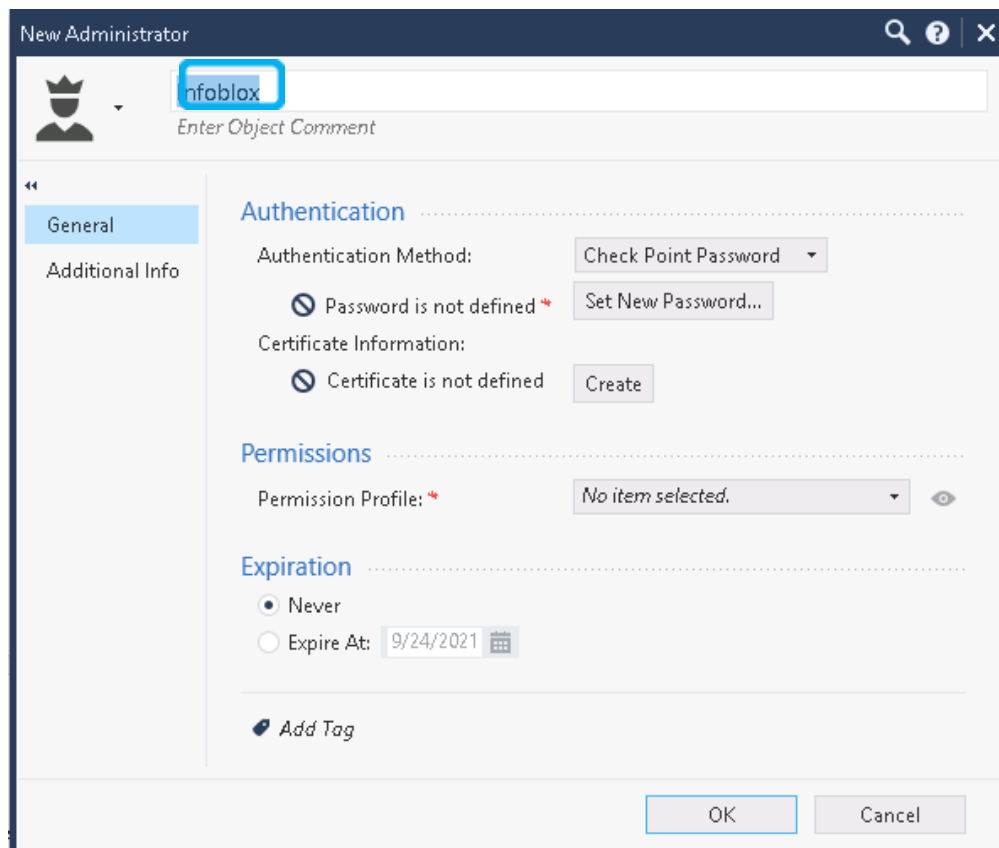 New Administrator
Infoblox
Enter Object Comment
General
Additional Info
Authentication
Authentication Method: Check Point Password
Password is not defined * Set New Password...
Certificate Information:
Certificate is not defined Create
Permissions
Permission Profile: * No item selected.
Expiration
Never
Expire At: 9/24/2021
Add Tag
OK Cancel